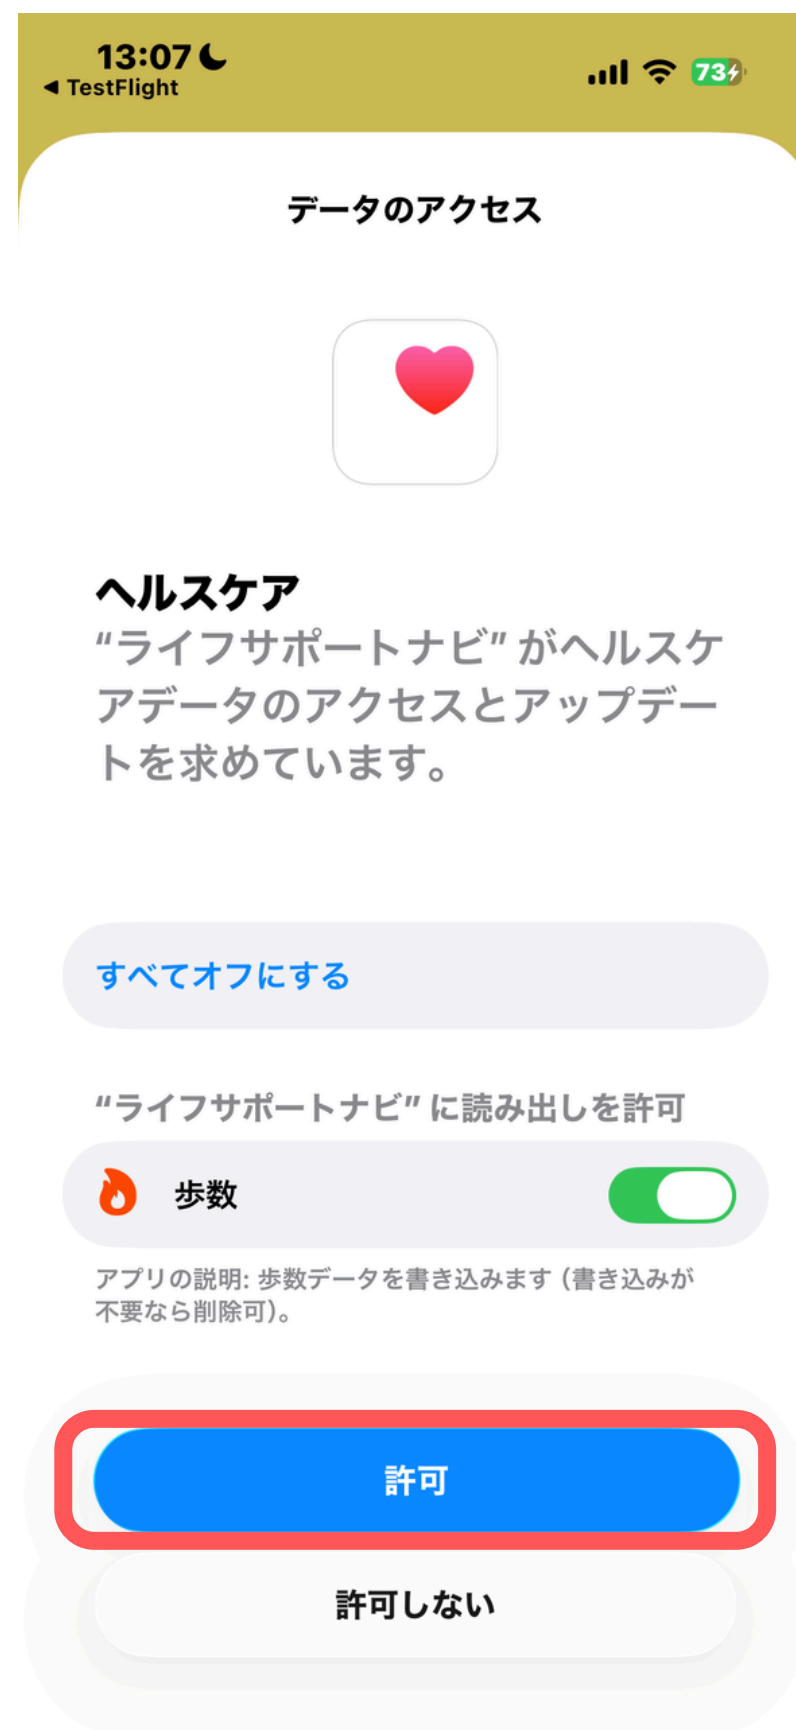 13:07
◀ TestFlight
73
データのアクセス
ヘルスケア
“ライフサポートナビ” がヘルスケ
アデータのアクセスとアップデー
トを求めています。
すべてオフにする
“ライフサポートナビ” に読み出しを許可
歩数
アプリの説明: 歩数データを書き込みます (書き込みが
不要なら削除可)。
許可
許可しない